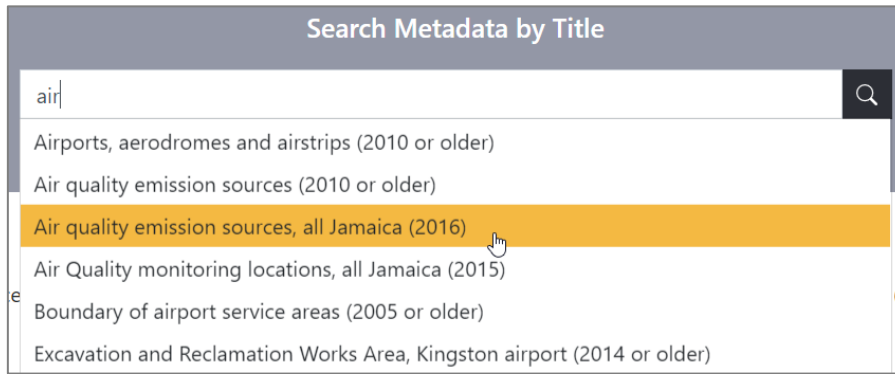 Search Metadata by Title
air
Airports, aerodromes and airstrips (2010 or older)
Air quality emission sources (2010 or older)
Air quality emission sources, all Jamaica (2016)
Air Quality monitoring locations, all Jamaica (2015)
Boundary of airport service areas (2005 or older)
Excavation and Reclamation Works Area, Kingston airport (2014 or older)